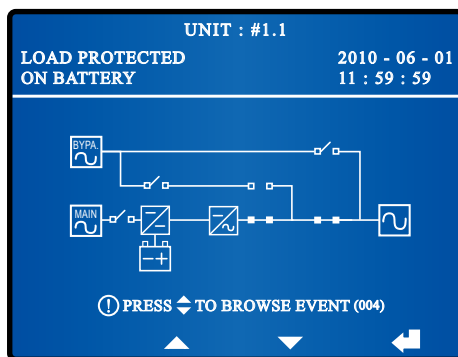 UNIT : #1.1
LOAD PROTECTED 2010 - 06 - 01
ON BATTERY 11 : 59 : 59
BYPA.
MAIN
PRESS TO BROWSE EVENT (004)